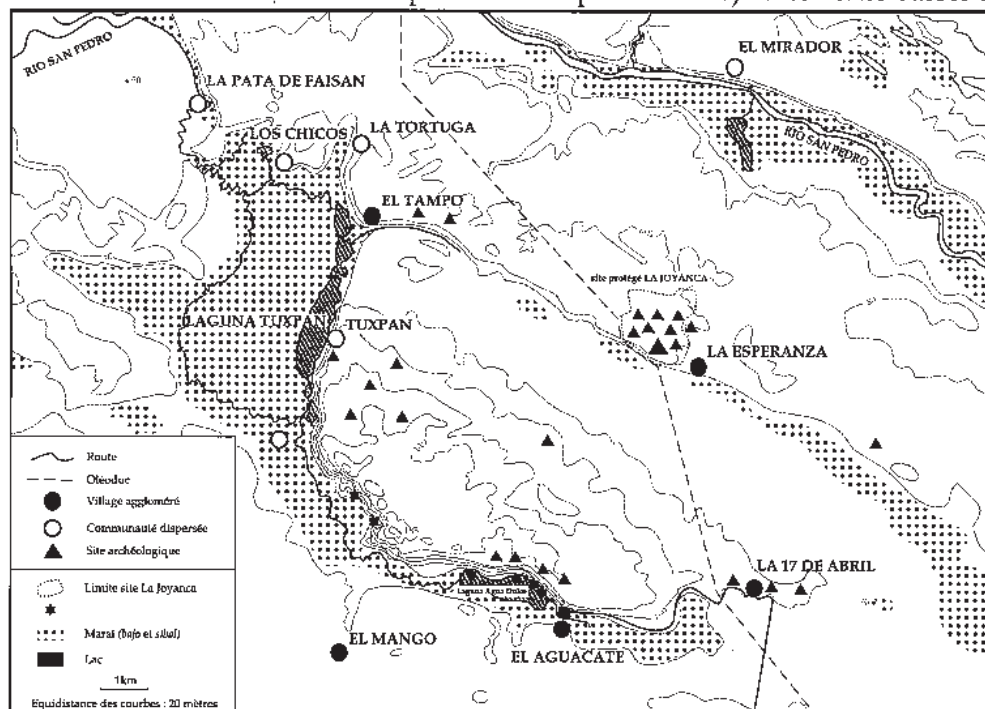 RIO SAN PEDRO
EL MIRADOR
LA PATA DE FAISAN
LOS CHICOS
LA TORTUGA
RIO SAN PEDRO
EL TAMPO
site protégé LA JOYANCA
LAGUNA TUXPAN
TUXPAN
LA ESPERANZA
Route
Oléoduc
Village aggloméré
Communauté dispersée
Site archéologique
LA 17 DE ABRIL
Limite site La Joyanca
Laguna Agua Dulce
Marai (bajo et sibal)
EL MANGO
EL AGUACATE
Lac
1km
Equidistance des courbes : 20 mètres